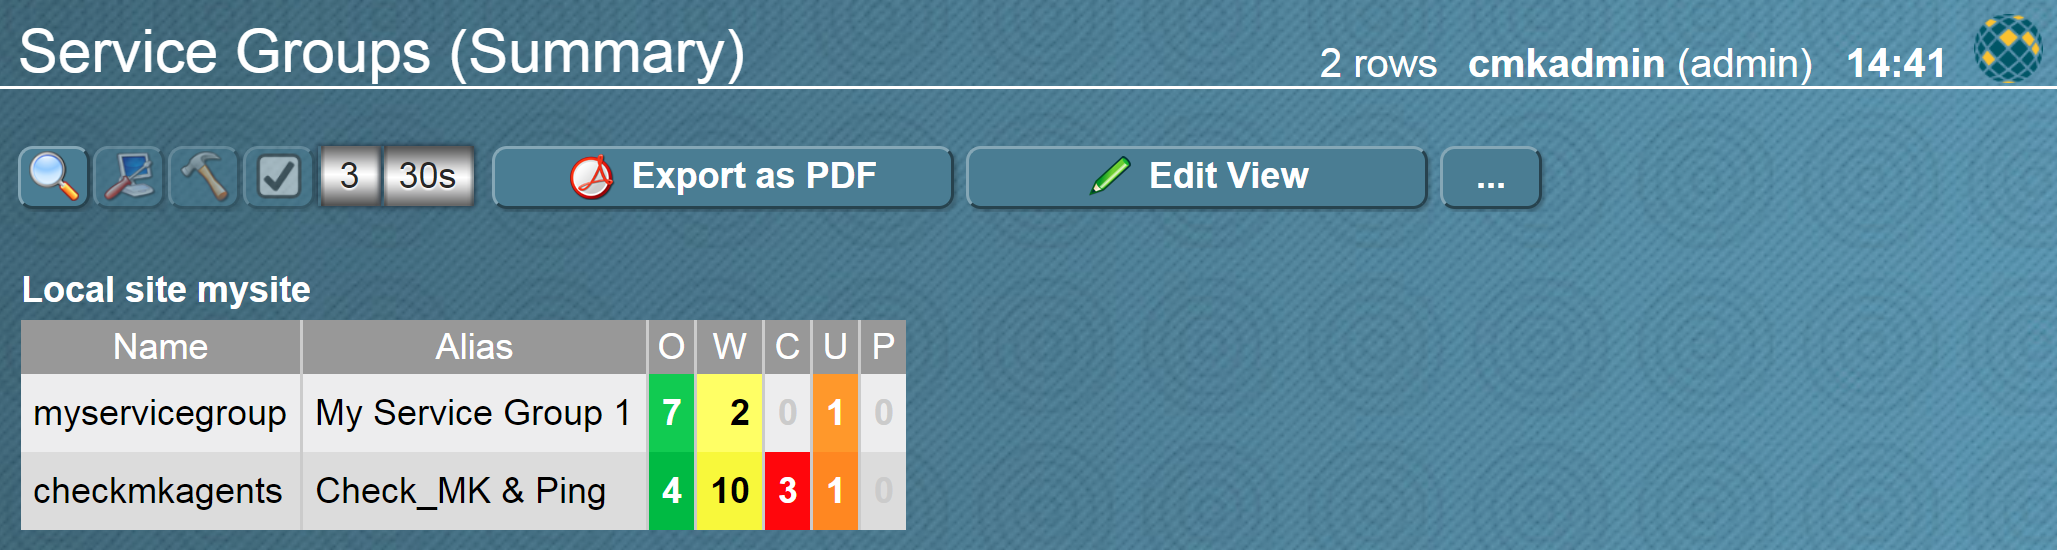 Service Groups (Summary)
2 rows cmkadmin (admin) 14:41
3 30s Export as PDF Edit View ...
Local site mysite
Name Alias O W C U P
myservicegroup My Service Group 1 7 2 0 1 0
checkmkagents Check_MK & Ping 4 10 3 1 0